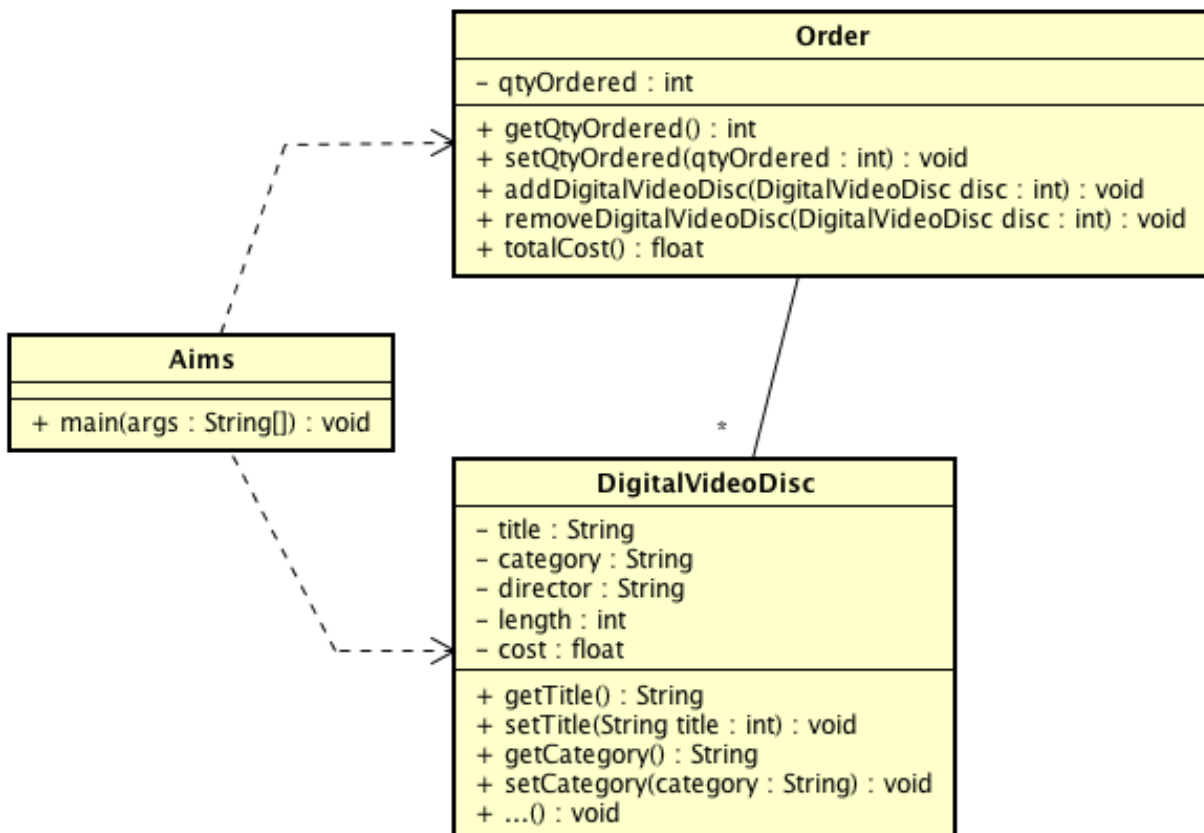 Order
- qtyOrdered : int
+ getQtyOrdered() : int
+ setQtyOrdered(qtyOrdered : int) : void
+ addDigitalVideoDisc(DigitalVideoDisc disc : int) : void
+ removeDigitalVideoDisc(DigitalVideoDisc disc : int) : void
+ totalCost() : float
Aims
+ main(args : String[]) : void
*
DigitalVideoDisc
- title : String
- category : String
- director : String
- length : int
- cost : float
+ getTitle() : String
+ setTitle(String title : int) : void
+ getCategory() : String
+ setCategory(category : String) : void
+ ...() : void